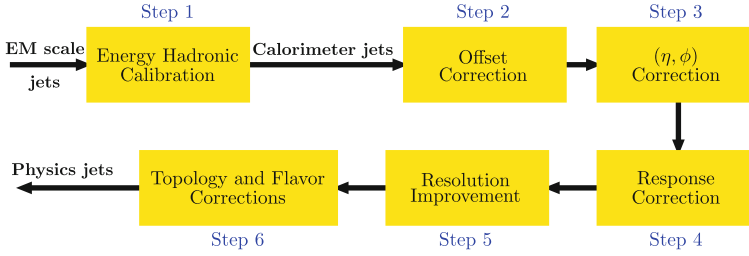 Step 1
Step 2
Step 3
EM scale
jets
Energy Hadronic
Calibration
Calorimeter jets
Offset
Correction
(η, ϕ)
Correction
Physics jets
Topology and Flavor
Corrections
Resolution
Improvement
Response
Correction
Step 6
Step 5
Step 4